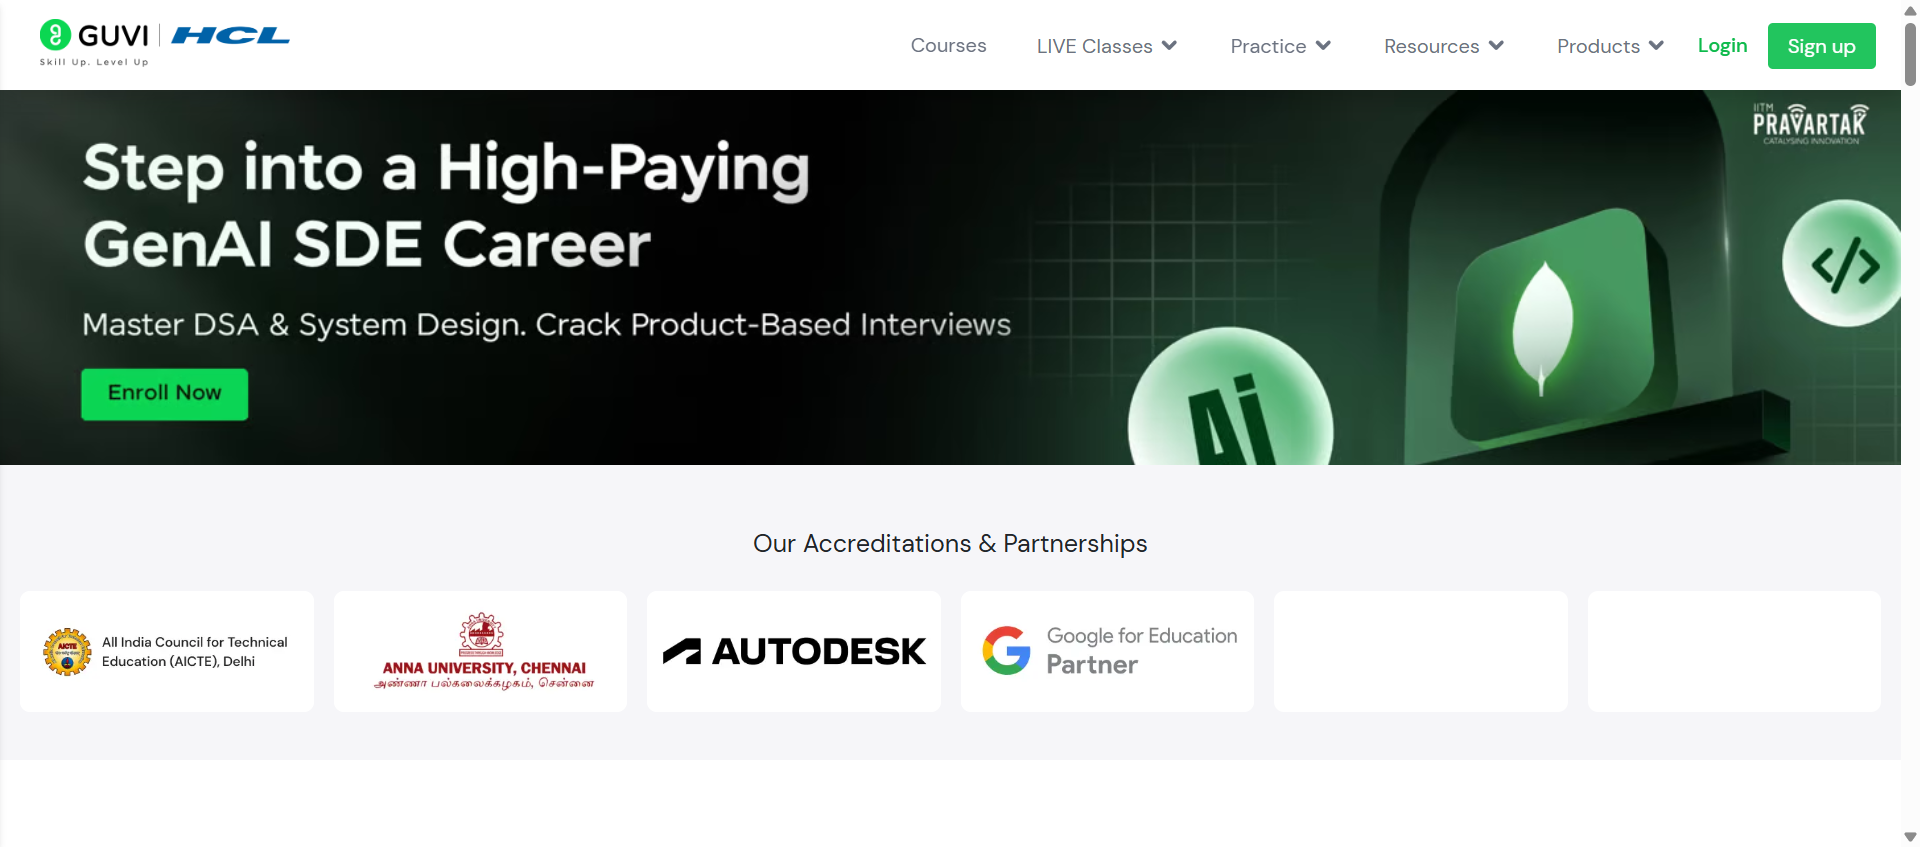 GUVI
HCL
Skill Up. Level Up
Courses
LIVE Classes
Practice
Resources
Products
Login
Sign up
Step into a High-Paying
GenAI SDE Career
Master DSA & System Design. Crack Product-Based Interviews
Enroll Now
IITM
PRAVARTAK
CATALYSING INNOVATION
</>
Ai
Our Accreditations & Partnerships
AICTE
All India Council for Technical
Education (AICTE), Delhi
ANNA UNIVERSITY, CHENNAI
அண்ணா பல்கலைக்கழகம், சென்னை
AUTODESK
Google for Education
Partner